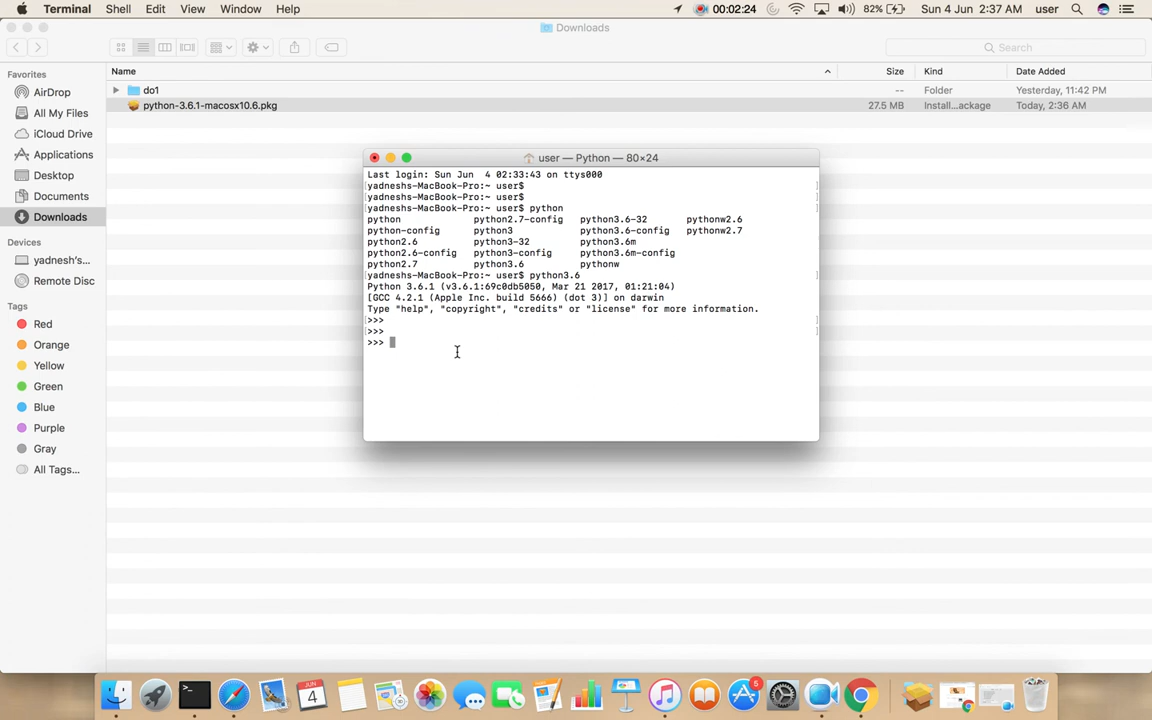 Terminal Shell Edit View Window Help 00:02:24 82% Sun 4 Jun 2:37 AM user
Downloads
Search
Favorites
AirDrop
All My Files
iCloud Drive
Applications
Desktop
Documents
Downloads
Devices
yadnesh's...
Remote Disc
Tags
Red
Orange
Yellow
Green
Blue
Purple
Gray
All Tags...
Name Size Kind Date Added
do1 -- Folder Yesterday, 11:42 PM
python-3.6.1-macosx10.6.pkg 27.5 MB Install...ackage Today, 2:36 AM
user — Python — 80×24
Last login: Sun Jun  4 02:33:43 on ttys000
[yadneshs-MacBook-Pro:~ user$ ]
[yadneshs-MacBook-Pro:~ user$ ]
[yadneshs-MacBook-Pro:~ user$ python ]
python python2.7-config python3.6-32 pythonw2.6
python-config python3 python3.6-config pythonw2.7
python2.6 python3-32 python3.6m
python2.6-config python3-config python3.6m-config
python2.7 python3.6 pythonw
[yadneshs-MacBook-Pro:~ user$ python3.6 ]
Python 3.6.1 (v3.6.1:69c0db5050, Mar 21 2017, 01:21:04)
[GCC 4.2.1 (Apple Inc. build 5666) (dot 3)] on darwin
Type "help", "copyright", "credits" or "license" for more information.
[>>> ]
[>>> ]
>>>
JUN
4
5